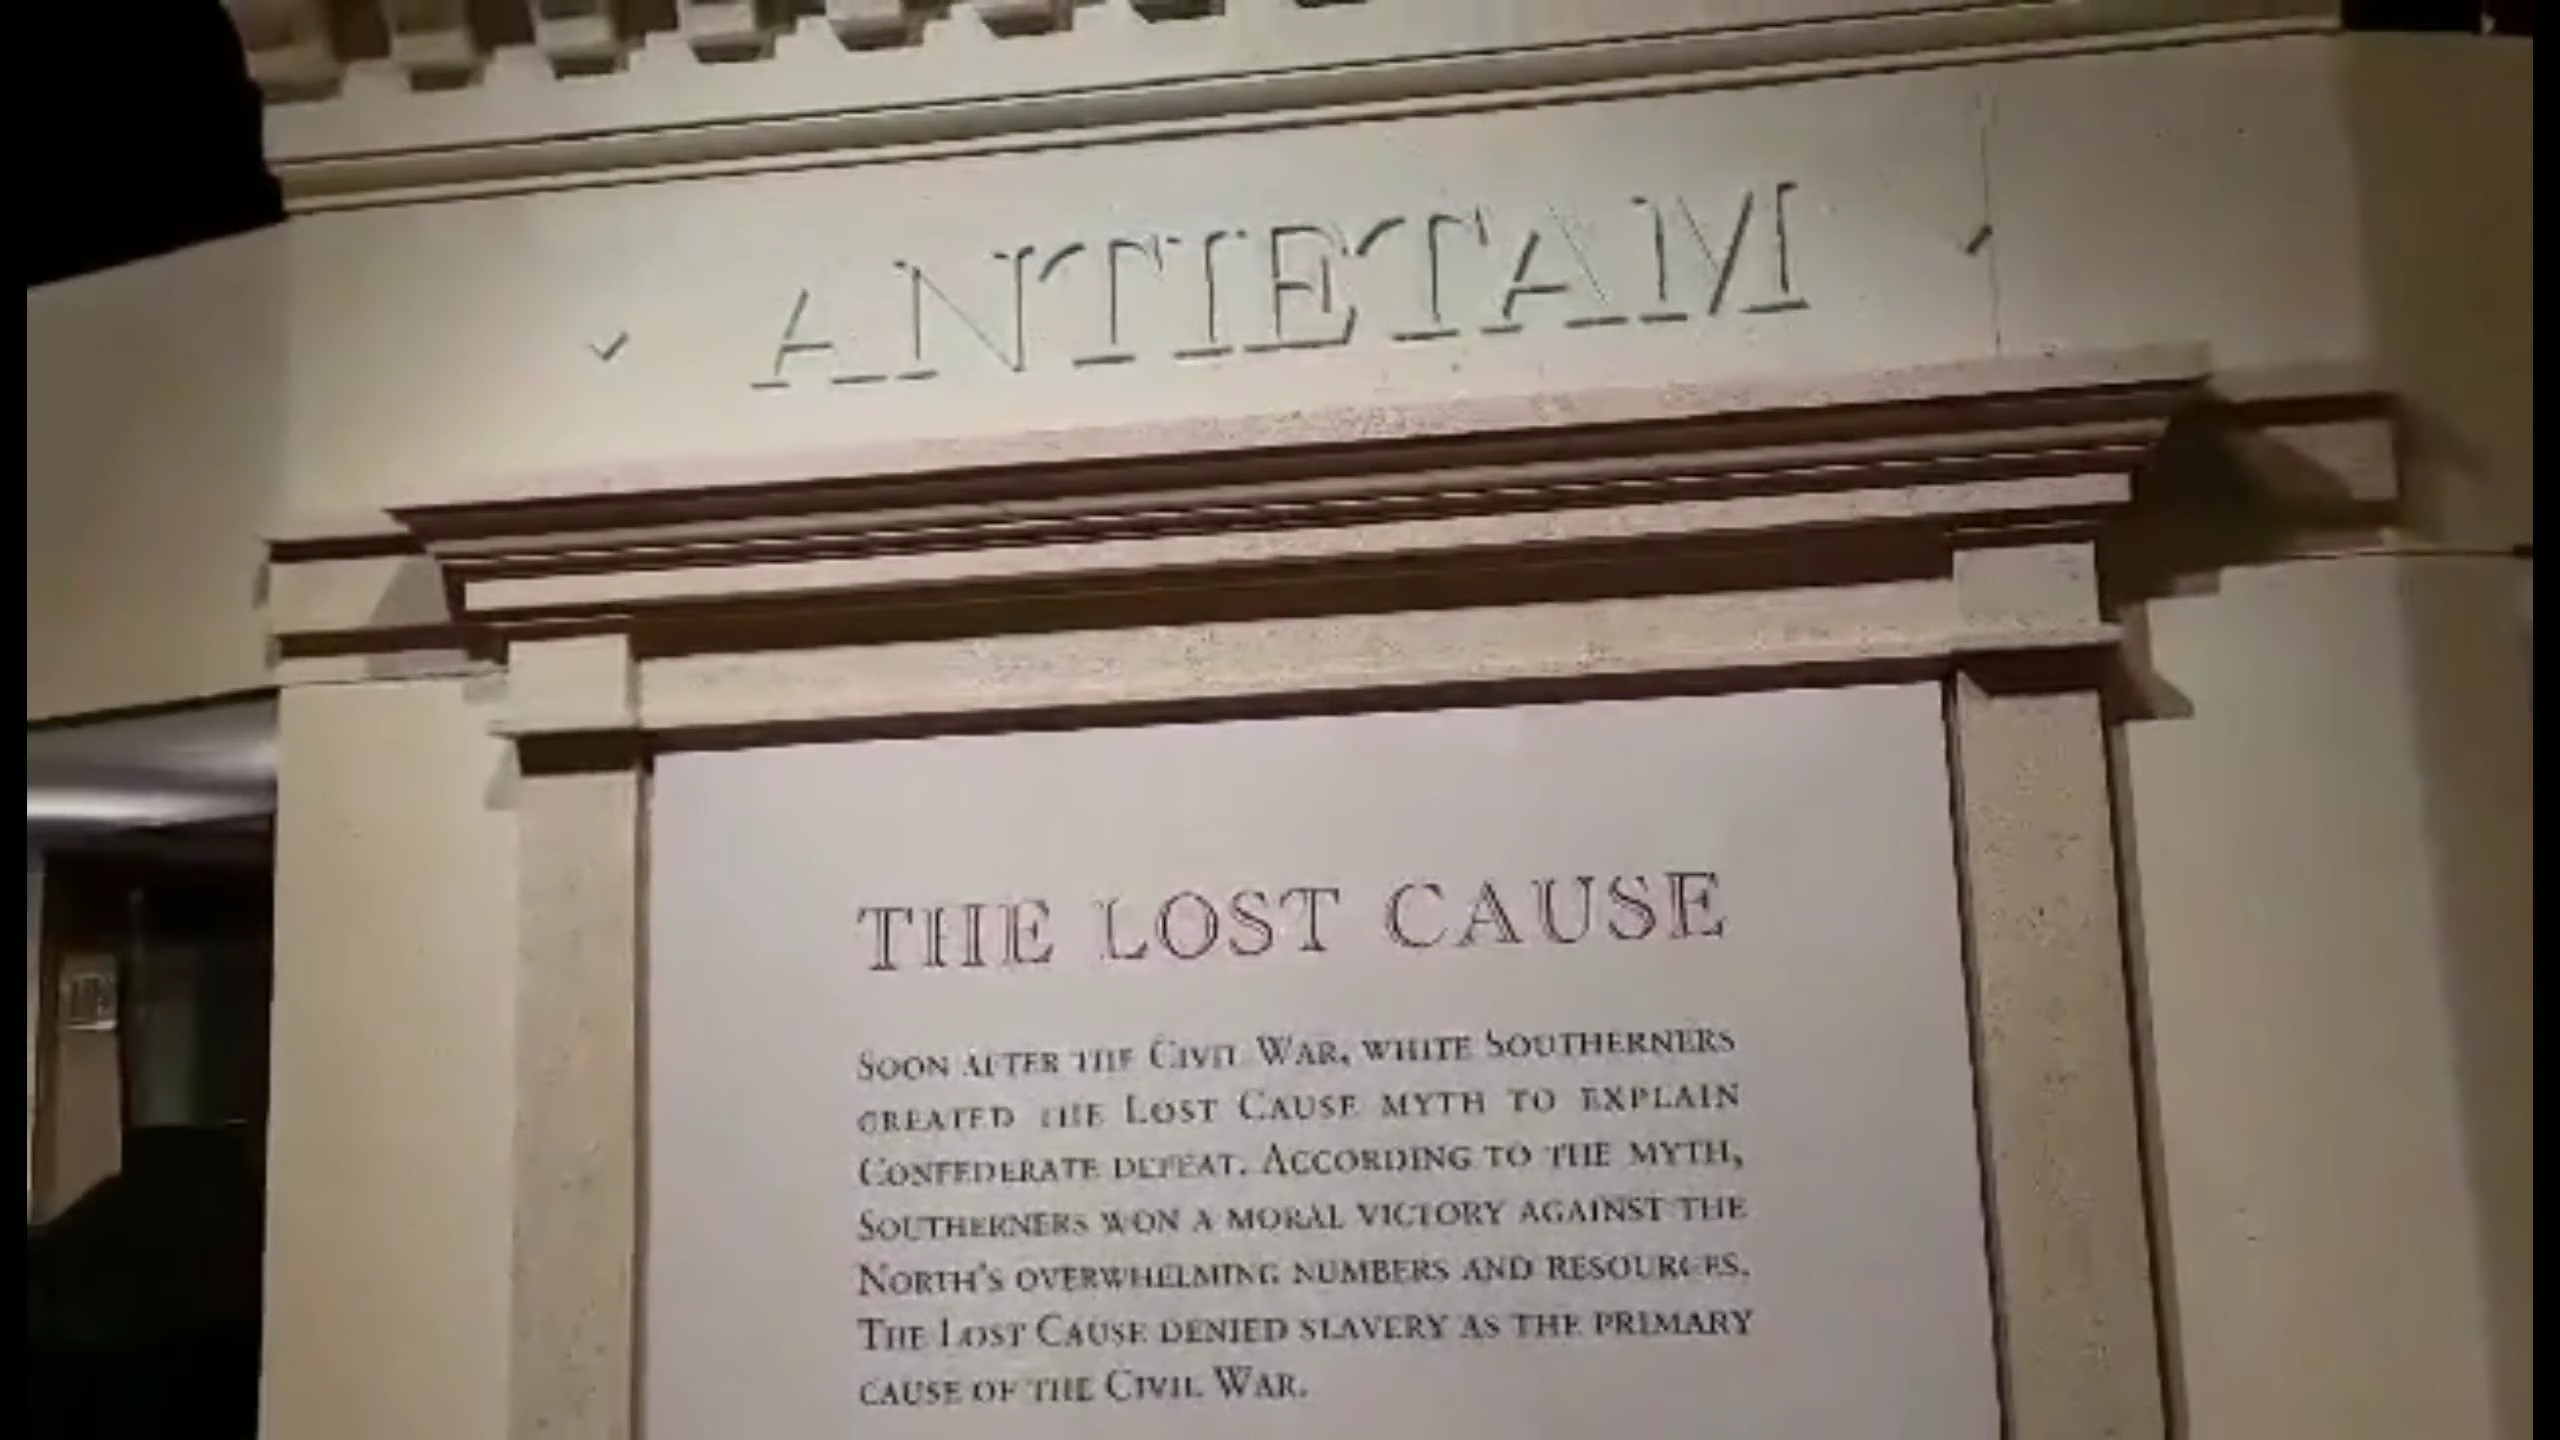 ANTIETAM
THE LOST CAUSE
SOON AFTER THE CIVIL WAR, WHITE SOUTHERNERS
CREATED THE LOST CAUSE MYTH TO EXPLAIN
CONFEDERATE DEFEAT. ACCORDING TO THE MYTH,
SOUTHERNERS WON A MORAL VICTORY AGAINST THE
NORTH'S OVERWHELMING NUMBERS AND RESOURCES.
THE LOST CAUSE DENIED SLAVERY AS THE PRIMARY
CAUSE OF THE CIVIL WAR.